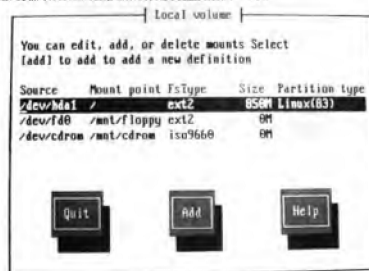 Local volume
You can edit, add, or delete mounts Select
[add] to add to add a new definition
Source Mount point FsType Size Partition type
/dev/hda1 / ext2 850M Linux(83)
/dev/fd0 /mnt/floppy ext2 0M
/dev/cdrom /mnt/cdrom iso9660 0M
Quit Add Help